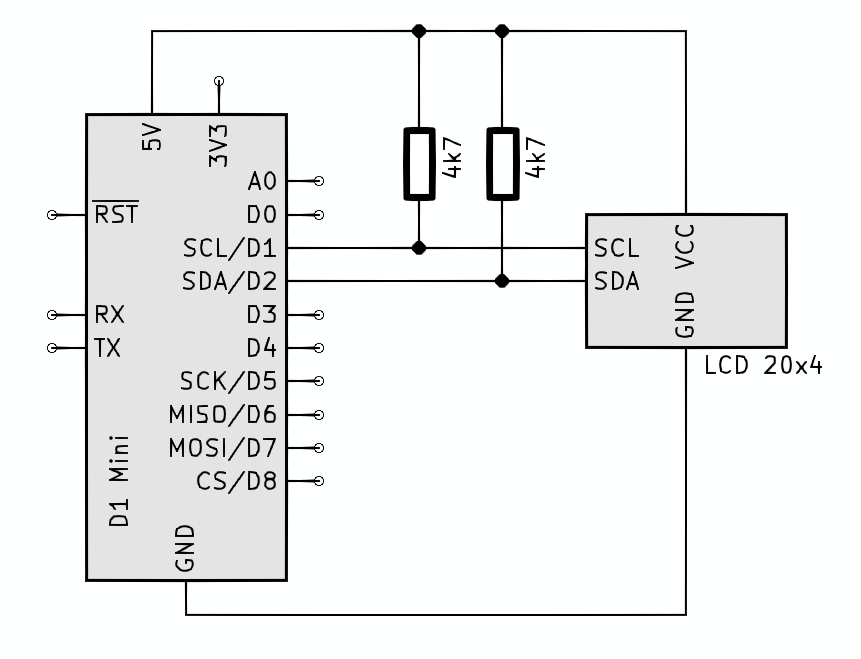 5V
3V3
4k7
4k7
A0
RST
D0
SCL/D1
SCL
VCC
SDA/D2
SDA
GND
RX
D3
TX
D4
LCD 20x4
SCK/D5
MISO/D6
MOSI/D7
CS/D8
D1 Mini
GND